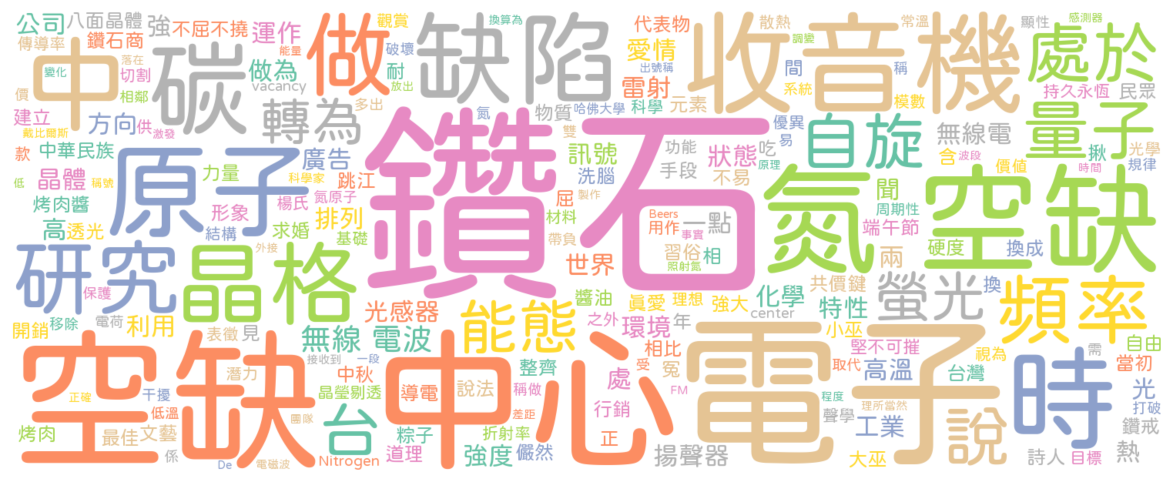 公司 八面晶體 強 不屈不撓 觀賞 換算為 代表物 散熱 常溫 顯性 感測器
傳導率 鑽石商 運作 能量 破壞 出號稱 愛情 調變 稱
中 碳 做 缺陷 收音機 處於
變化 落在 切割 做為 vacancy 耐 放出 雷射 間 系統 模數 持久永恆 民眾
價 相鄰 多出 氮 物質 哈佛大學 科學 元素 優異
建立 戴比爾斯 方向 供 激發 轉為 雙 功能 吃 易 無線電 含 波段 光學 量子
款 中華民族 廣告 鑽石 訊號 手段 狀態 原理 自旋 揪 價值 規律
低 晶體 稱號 原子 力量 科學家 跳江 洗腦 不易 聞 時間
烤肉醬 形象 楊氏 氮原子 屈 製作 Beers 用作 一點 氮 空缺 周期性
高 透光 結構 求婚 排列 基礎 材料 帶負 事實 習俗 相 端午節
研究 晶格 外接 世界 照射氮 兩 硬度 換成
保護 光感器 醬油 真愛 理想 強大 共價鍵 化學 center 特性 螢光 換 頻率
開銷 移除 電荷 利用 表徵 見 無線 電波 能態 之外 環境 年 小巫 堅不可摧 需 自由
接收到 一段 整齊 受 相比 冤 取代 高溫 視為 當初
空缺 中心 電子 時
正確 干擾 潛力 中秋 晶瑩剔透 導電 說法 稱做 處 FM 程度 台灣 光 打破
低溫 團隊 台 差距 行銷 聲學 理所當然 說 鑽戒
烤肉 最佳 文藝 粽子 折射率 正 工業 熱
係 De 電磁波 Nitrogen 道理 強度 儼然 揚聲器 大巫 詩人 目標